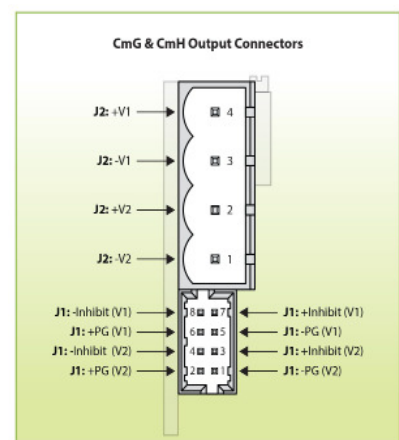 CmG & CmH Output Connectors
J2: +V1
4
J2: -V1
3
J2: +V2
2
J2: -V2
1
J1: -Inhibit (V1) 8 7 J1: +Inhibit (V1)
J1: +PG (V1) 6 5 J1: -PG (V1)
J1: -Inhibit (V2) 4 3 J1: +Inhibit (V2)
J1: +PG (V2) 2 1 J1: -PG (V2)